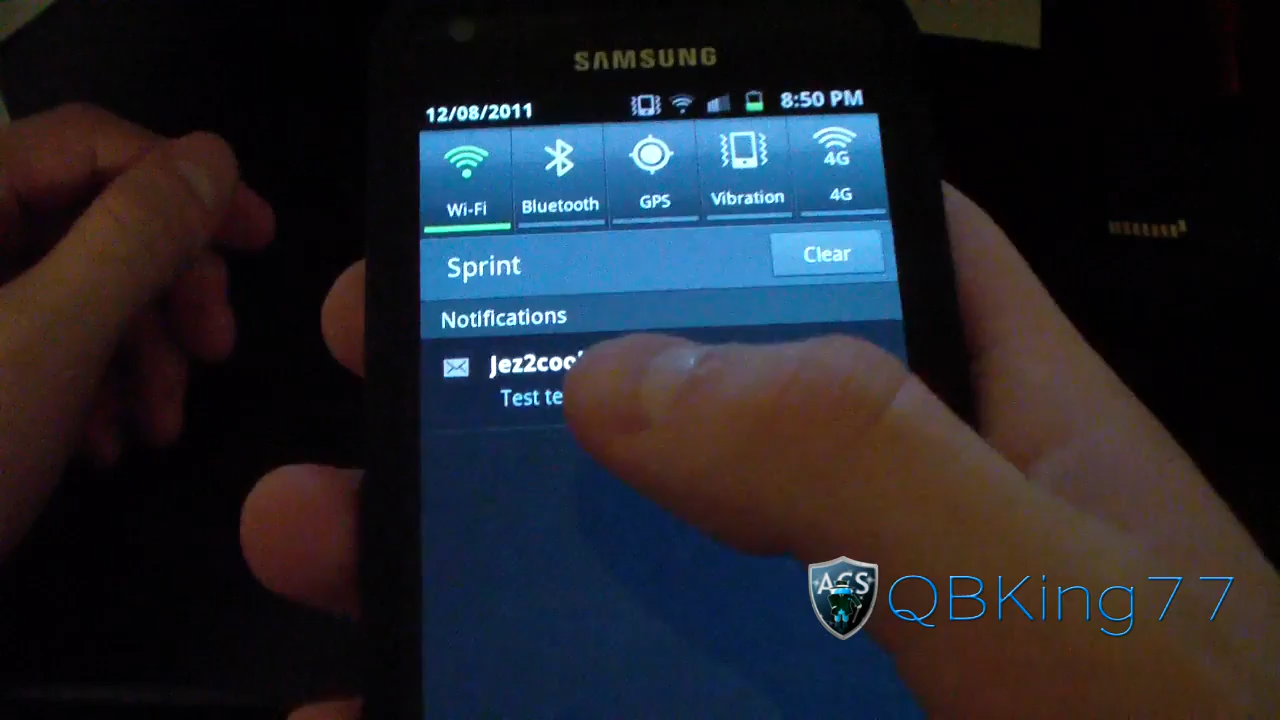 SAMSUNG
12/08/2011 8:50 PM
4G
Wi-Fi Bluetooth GPS Vibration 4G
Sprint Clear
Notifications
Jez2coo
Test te
ACS QBKing77